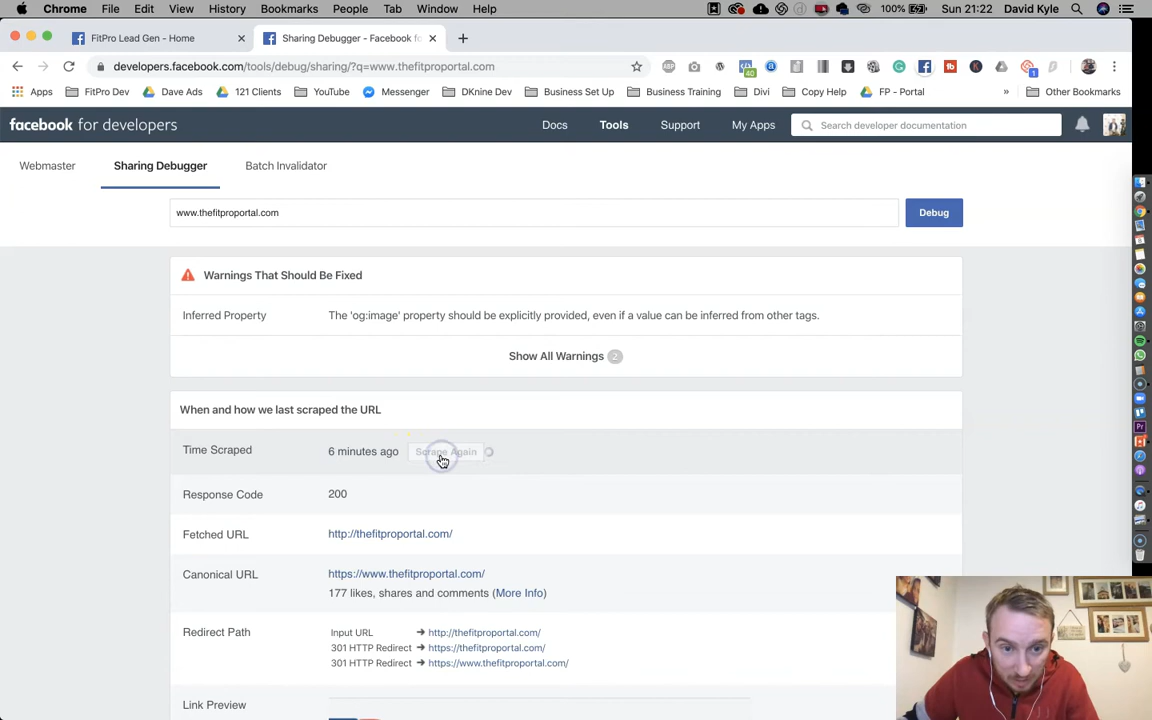 Chrome File Edit View History Bookmarks People Tab Window Help 100% Sun 21:22 David Kyle
FitPro Lead Gen - Home
Sharing Debugger - Facebook fo
developers.facebook.com/tools/debug/sharing/?q=www.thefitproportal.com
40
1
Apps FitPro Dev Dave Ads 121 Clients YouTube Messenger DKnine Dev Business Set Up Business Training Divi Copy Help FP - Portal » Other Bookmarks
facebook for developers
Docs Tools Support My Apps Search developer documentation
Webmaster Sharing Debugger Batch Invalidator
www.thefitproportal.com Debug
Warnings That Should Be Fixed
Inferred Property The 'og:image' property should be explicitly provided, even if a value can be inferred from other tags.
Show All Warnings 2
When and how we last scraped the URL
Time Scraped 6 minutes ago Scrape Again
Response Code 200
Fetched URL http://thefitproportal.com/
Canonical URL https://www.thefitproportal.com/
177 likes, shares and comments (More Info)
Redirect Path Input URL ➔ http://thefitproportal.com/
301 HTTP Redirect ➔ https://thefitproportal.com/
301 HTTP Redirect ➔ https://www.thefitproportal.com/
Link Preview